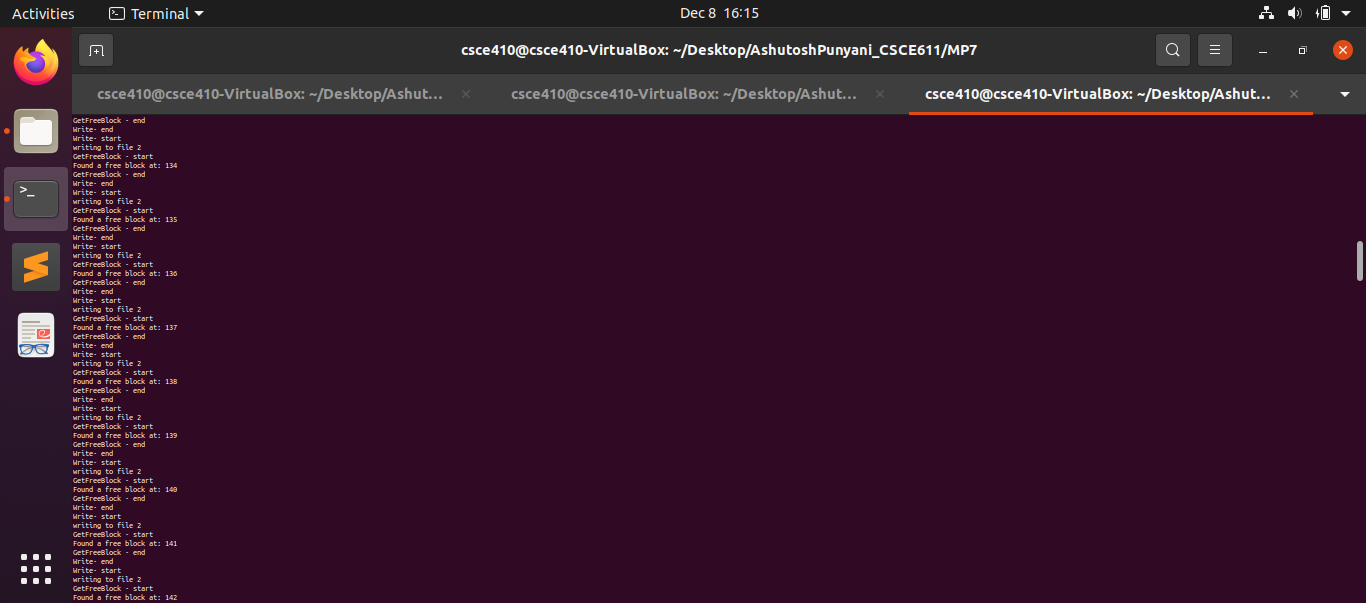 Activities
Terminal
Dec 8 16:15
csce410@csce410-VirtualBox: ~/Desktop/AshutoshPunyani_CSCE611/MP7
csce410@csce410-VirtualBox: ~/Desktop/Ashut...
csce410@csce410-VirtualBox: ~/Desktop/Ashut...
csce410@csce410-VirtualBox: ~/Desktop/Ashut...
GetFreeBlock - end
Write- end
Write- start
writing to file 2
GetFreeBlock - start
Found a free block at: 134
GetFreeBlock - end
Write- end
Write- start
writing to file 2
GetFreeBlock - start
Found a free block at: 135
GetFreeBlock - end
Write- end
Write- start
writing to file 2
GetFreeBlock - start
Found a free block at: 136
GetFreeBlock - end
Write- end
Write- start
writing to file 2
GetFreeBlock - start
Found a free block at: 137
GetFreeBlock - end
Write- end
Write- start
writing to file 2
GetFreeBlock - start
Found a free block at: 138
GetFreeBlock - end
Write- end
Write- start
writing to file 2
GetFreeBlock - start
Found a free block at: 139
GetFreeBlock - end
Write- end
Write- start
writing to file 2
GetFreeBlock - start
Found a free block at: 140
GetFreeBlock - end
Write- end
Write- start
writing to file 2
GetFreeBlock - start
Found a free block at: 141
GetFreeBlock - end
Write- end
Write- start
writing to file 2
GetFreeBlock - start
Found a free block at: 142